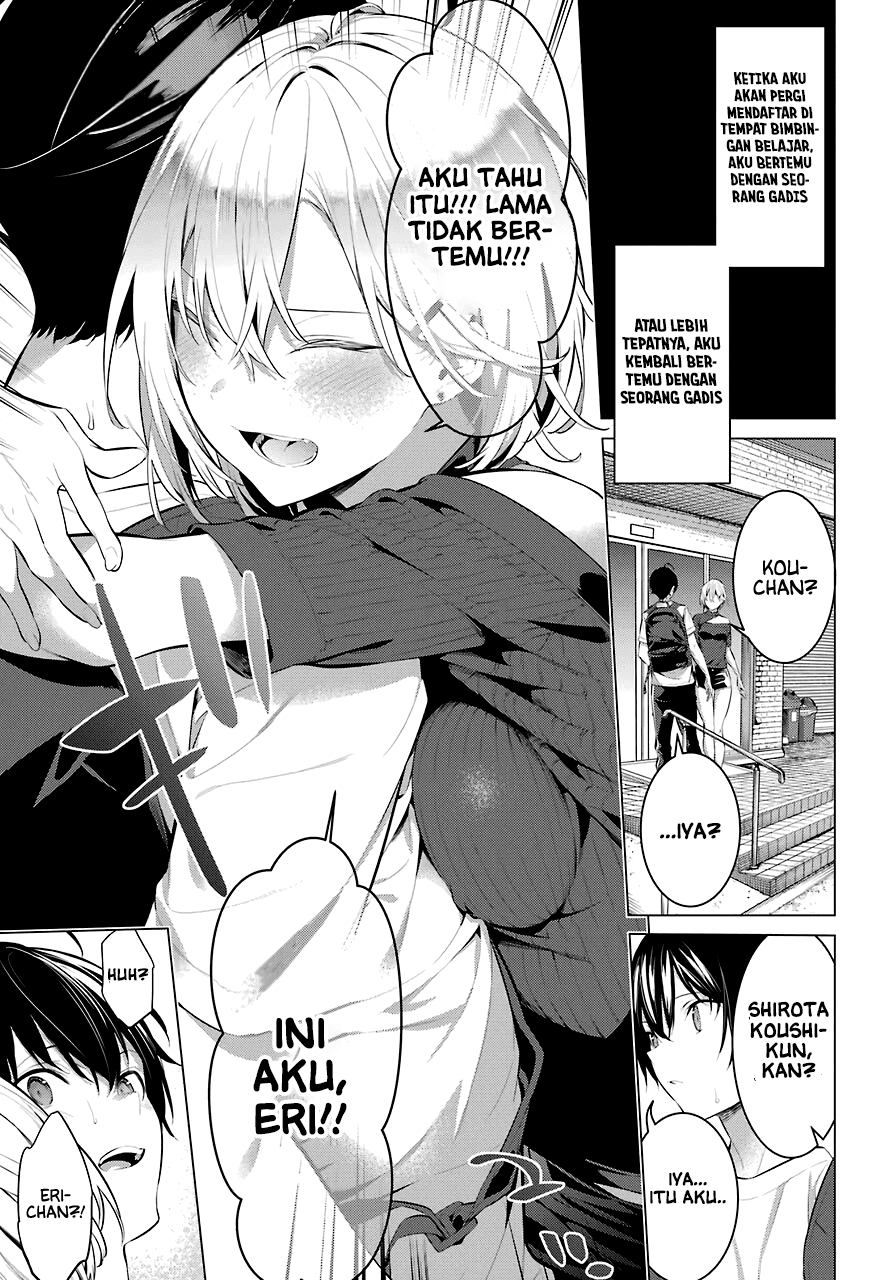 KETIKA AKU
AKAN PERGI
MENDAFTAR DI
TEMPAT BIMBIN-
GAN BELAJAR,
AKU BERTEMU
DENGAN SEO-
RANG GADIS
ATAU LEBIH
TEPATNYA, AKU
KEMBALI BER-
TEMU DENGAN
SEORANG GADIS
KOU-
CHAN?
...IYA?
SHIROTA
KOUSHI-
KUN,
KAN?
IYA...
ITU AKU..
AKU TAHU
ITU!!! LAMA
TIDAK BER-
TEMU!!!
INI
AKU,
ERI!!
HUH?
ERI-
CHAN?!